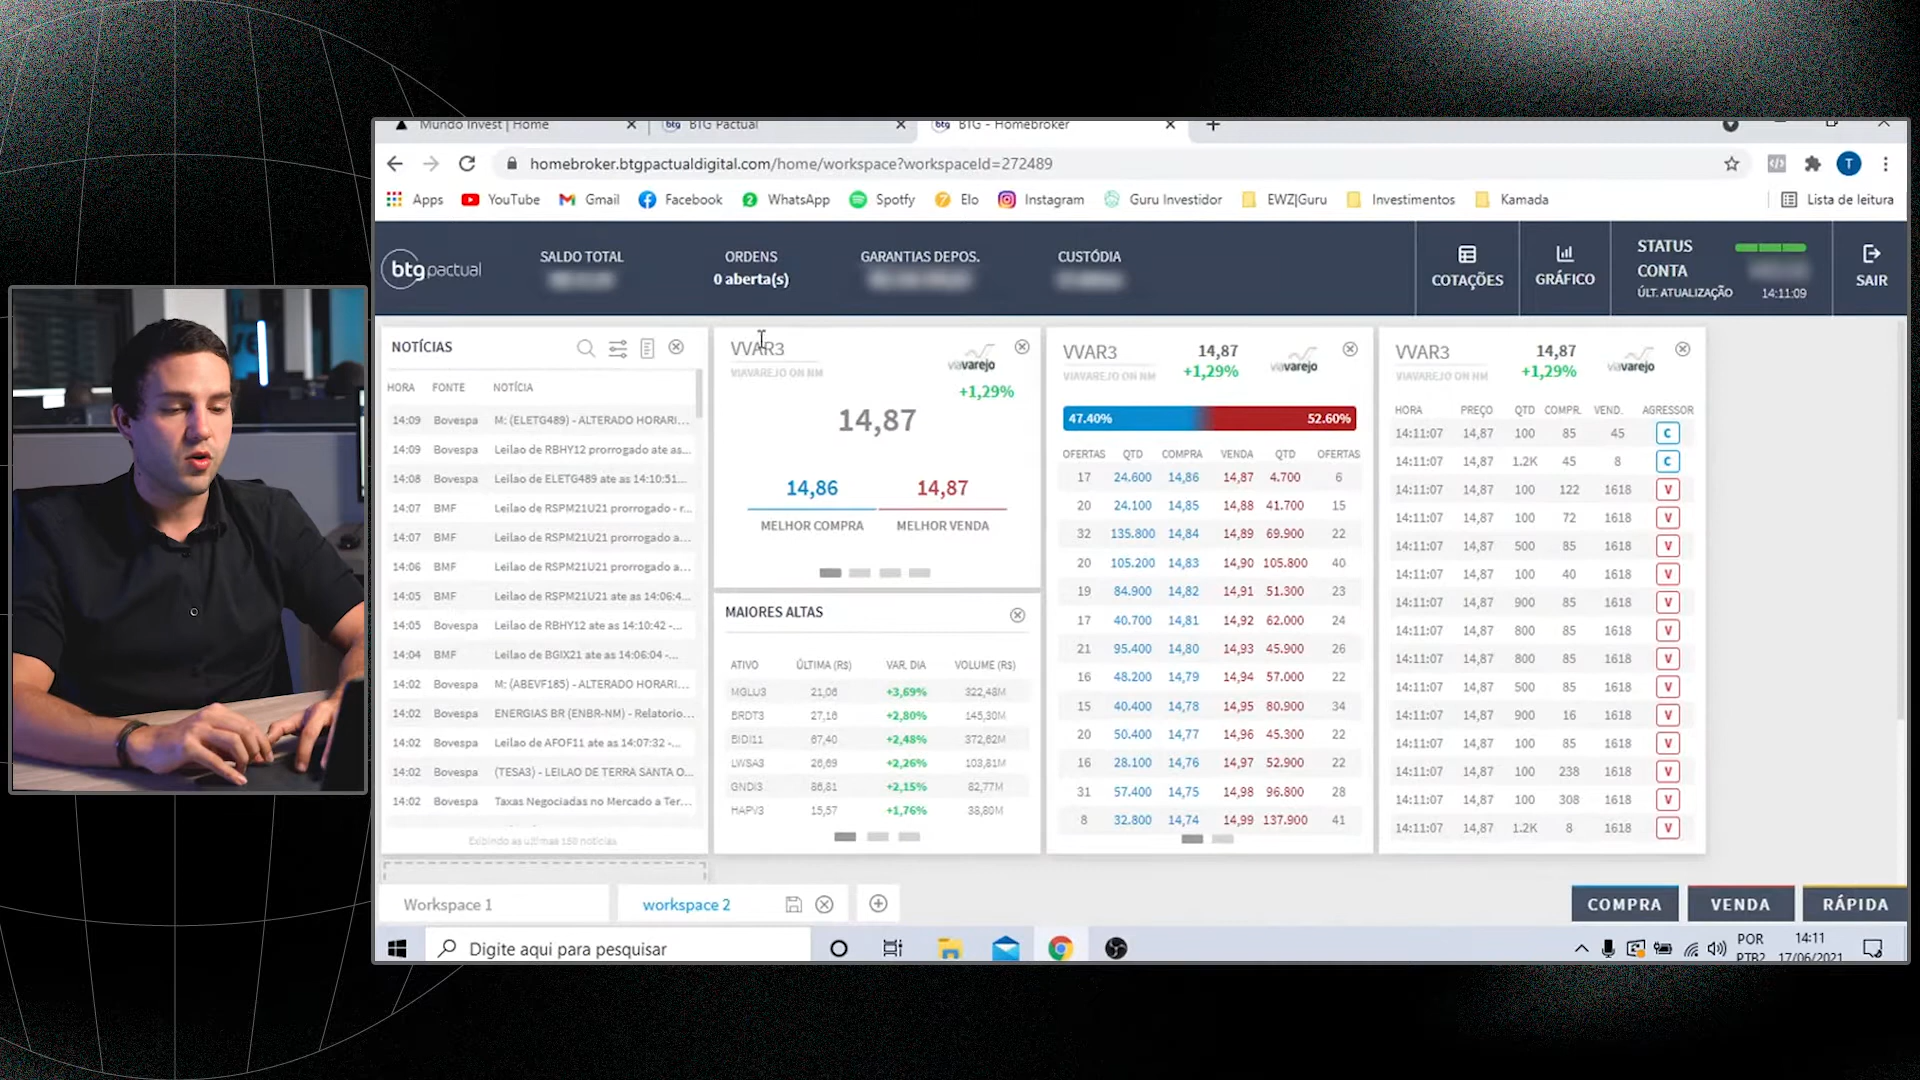 Mundo Invest | Home
btg BTG Pactual
btg BTG - Homebroker
homebroker.btgpactualdigital.com/home/workspace?workspaceId=272489
T
Apps YouTube Gmail Facebook WhatsApp Spotfy Elo Instagram Guru Investidor EWZ|Guru Investimentos Kamada Lista de leitura
btg pactual
SALDO TOTAL
ORDENS
0 aberta(s)
GARANTIAS DEPOS.
CUSTÓDIA
COTAÇÕES
GRÁFICO
STATUS
CONTA
ÚLT. ATUALIZAÇÃO 14:11:09
SAIR
NOTÍCIAS
HORA FONTE NOTÍCIA
14:09 Bovespa M: (ELETG489) - ALTERADO HORARI...
14:09 Bovespa Leilao de RBHY12 prorrogado ate as...
14:08 Bovespa Leilao de ELETG489 ate as 14:10:51...
14:07 BMF Leilao de RSPM21U21 prorrogado - r...
14:07 BMF Leilao de RSPM21U21 prorrogado a...
14:06 BMF Leilao de RSPM21U21 prorrogado a...
14:05 BMF Leilao de RSPM21U21 ate as 14:06:4...
14:05 Bovespa Leilao de RBHY12 ate as 14:10:42 -...
14:04 BMF Leilao de BGIX21 ate as 14:06:04 -...
14:02 Bovespa M: (ABEVF185) - ALTERADO HORARI...
14:02 Bovespa ENERGIAS BR (ENBR-NM) - Relatorio...
14:02 Bovespa Leilao de AFOF11 ate as 14:07:32 -...
14:02 Bovespa (TESA3) - LEILAO DE TERRA SANTA O...
14:02 Bovespa Taxas Negociadas no Mercado a Ter...
Exibindo as últimas 150 notícias
VVAR3
VIAVAREJO ON NM
viavarejo
+1,29%
14,87
14,86 14,87
MELHOR COMPRA MELHOR VENDA
MAIORES ALTAS
ATIVO ÚLTIMA (R$) VAR. DIA VOLUME (R$)
MGLU3 21,06 +3,69% 322,48M
BRDT3 27,16 +2,80% 145,30M
BIDI11 67,40 +2,48% 372,62M
LWSA3 26,69 +2,26% 103,81M
GNDI3 86,81 +2,15% 82,77M
HAPV3 15,57 +1,76% 38,80M
VVAR3 14,87
VIAVAREJO ON NM +1,29%
viavarejo
47.40% 52.60%
OFERTAS QTD COMPRA VENDA QTD OFERTAS
17 24.600 14,86 14,87 4.700 6
20 24.100 14,85 14,88 41.700 15
32 135.800 14,84 14,89 69.900 22
20 105.200 14,83 14,90 105.800 40
19 84.900 14,82 14,91 51.300 23
17 40.700 14,81 14,92 62.000 24
21 95.400 14,80 14,93 45.900 26
16 48.200 14,79 14,94 57.000 22
15 40.400 14,78 14,95 80.900 34
20 50.400 14,77 14,96 45.300 22
16 28.100 14,76 14,97 52.900 22
31 57.400 14,75 14,98 96.800 28
8 32.800 14,74 14,99 137.900 41
VVAR3 14,87
VIAVAREJO ON NM +1,29%
viavarejo
HORA PREÇO QTD COMPR. VEND. AGRESSOR
14:11:07 14,87 100 85 45 C
14:11:07 14,87 1.2K 45 8 C
14:11:07 14,87 100 122 1618 V
14:11:07 14,87 100 72 1618 V
14:11:07 14,87 500 85 1618 V
14:11:07 14,87 100 40 1618 V
14:11:07 14,87 900 85 1618 V
14:11:07 14,87 800 85 1618 V
14:11:07 14,87 800 85 1618 V
14:11:07 14,87 500 85 1618 V
14:11:07 14,87 900 16 1618 V
14:11:07 14,87 100 85 1618 V
14:11:07 14,87 100 238 1618 V
14:11:07 14,87 100 308 1618 V
14:11:07 14,87 1.2K 8 1618 V
Workspace 1
workspace 2
COMPRA VENDA RÁPIDA
Digite aqui para pesquisar
POR
PTB2
14:11
17/06/2021